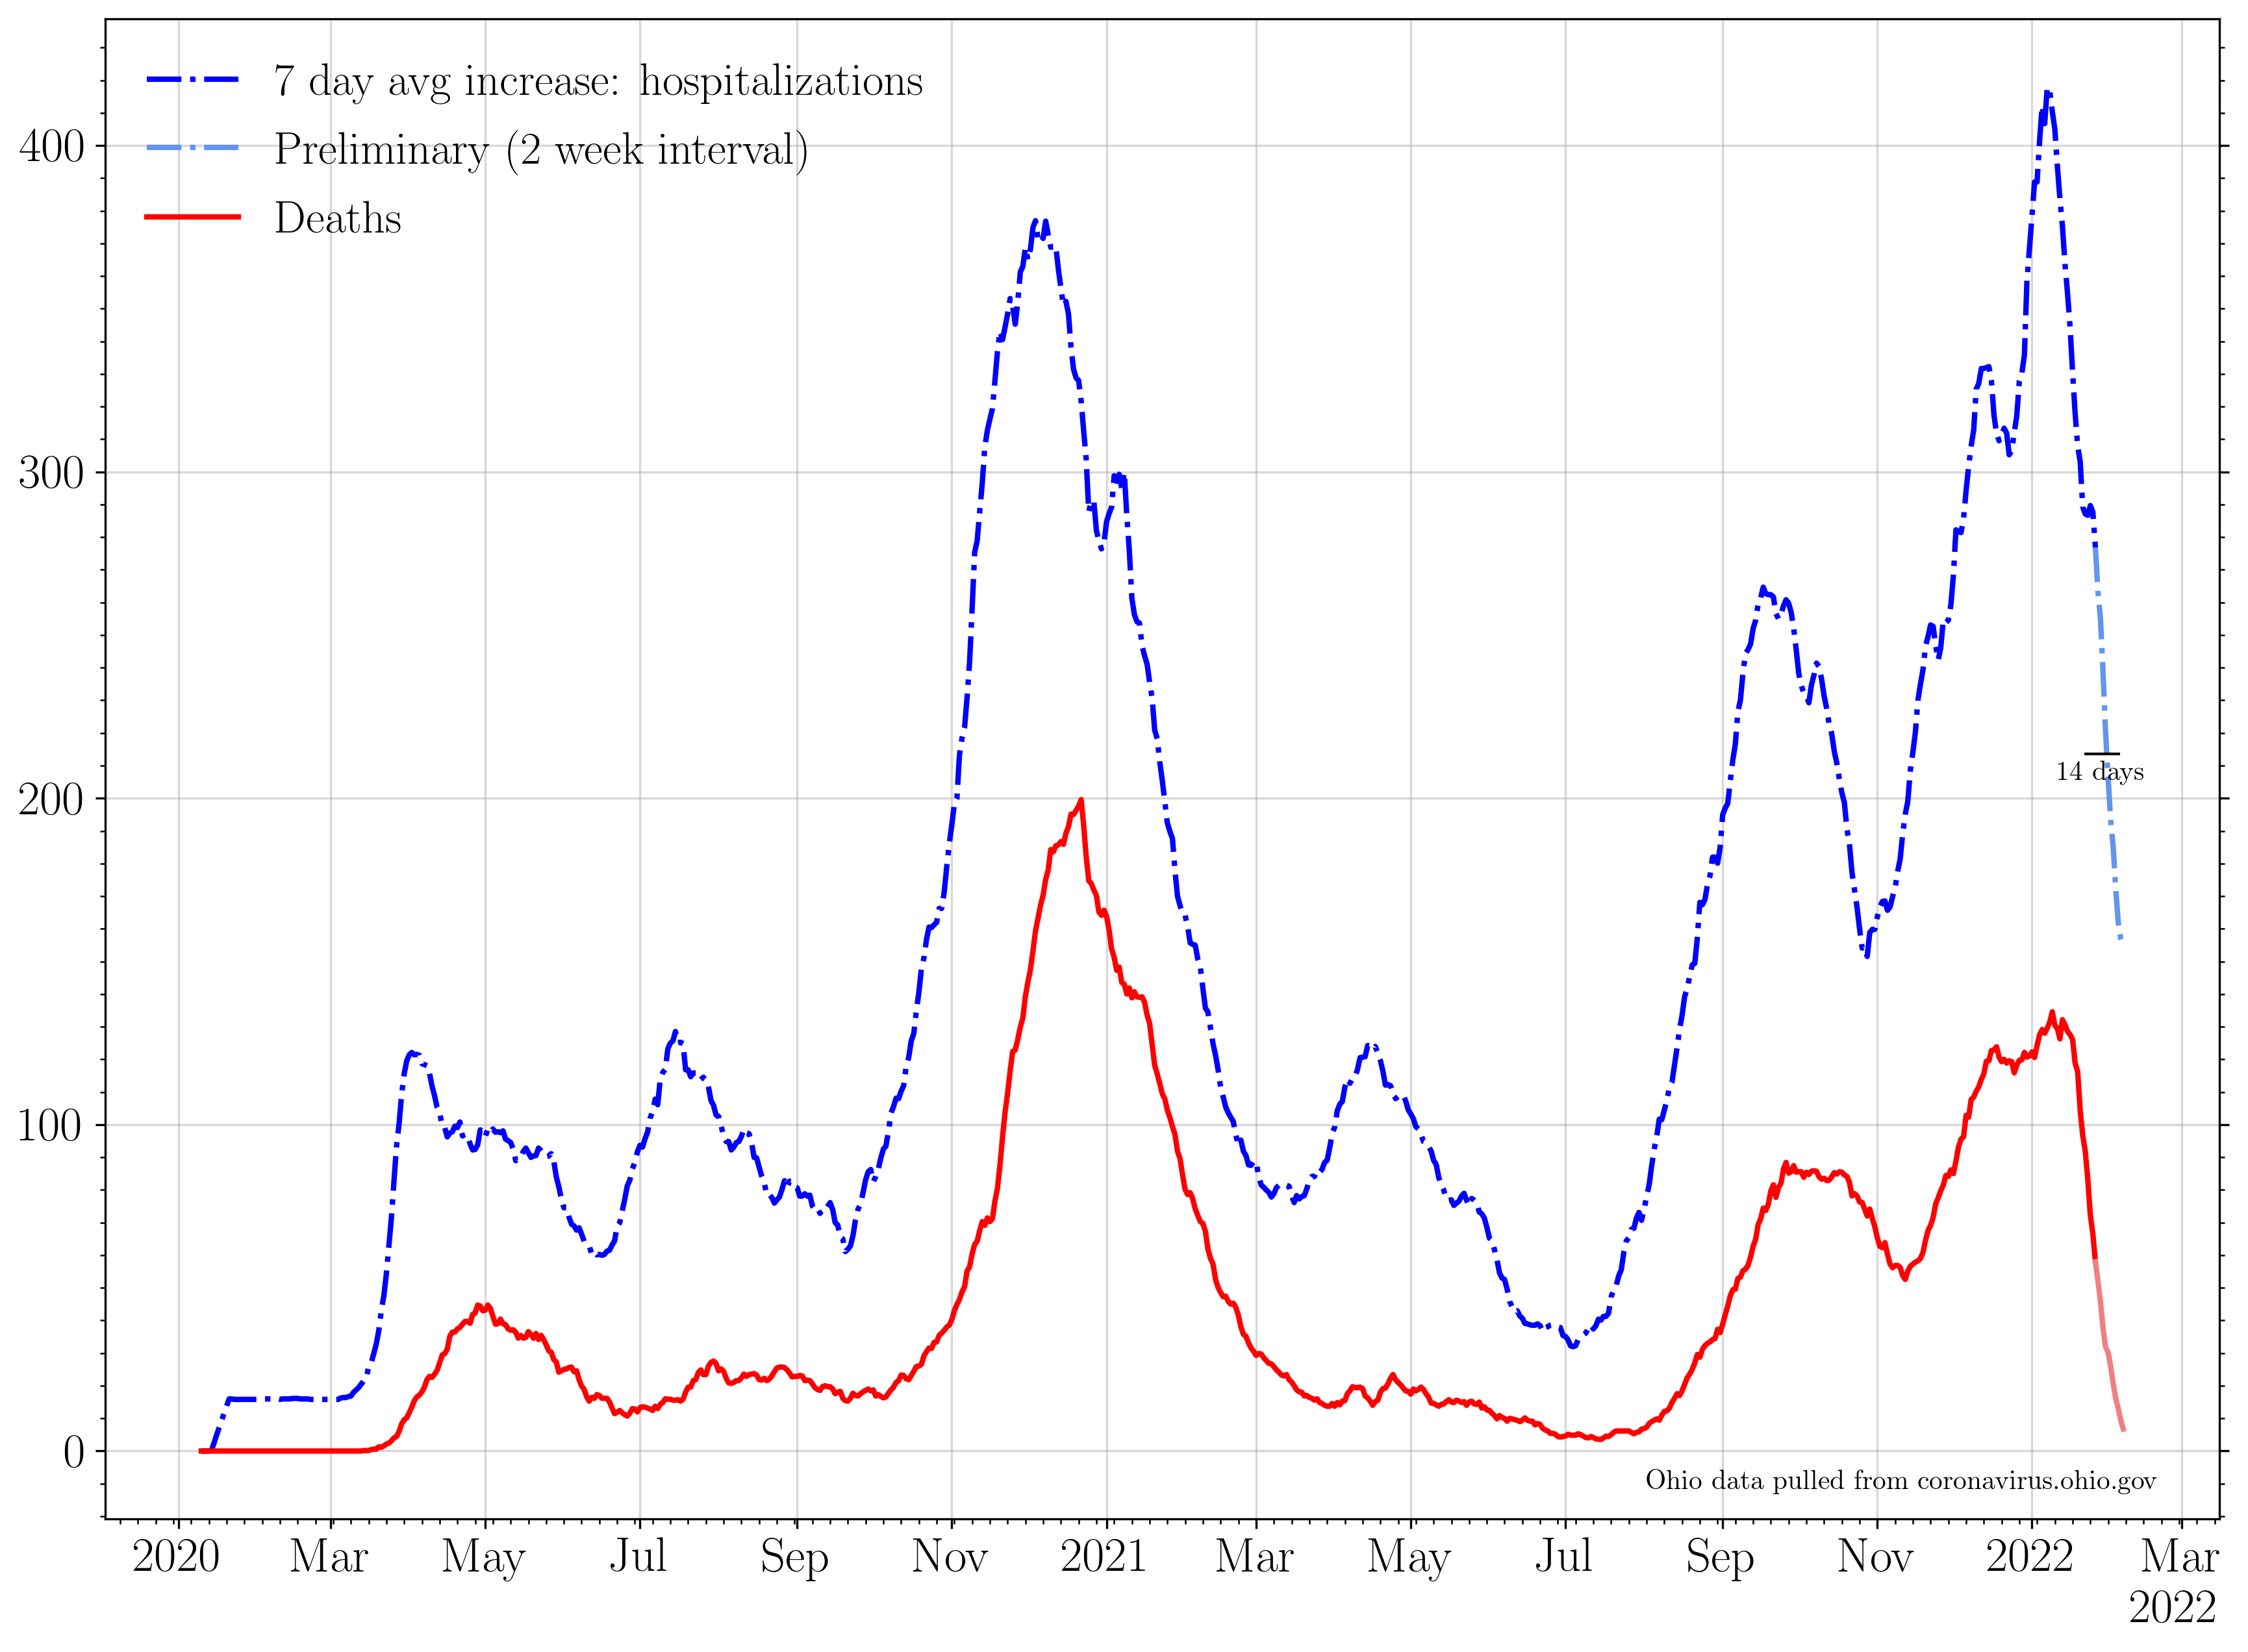 7 day avg increase: hospitalizations
Preliminary (2 week interval)
Deaths
400
300
200
100
0
14 days
Ohio data pulled from coronavirus.ohio.gov
2020 Mar May Jul Sep Nov 2021 Mar May Jul Sep Nov 2022 Mar
2022